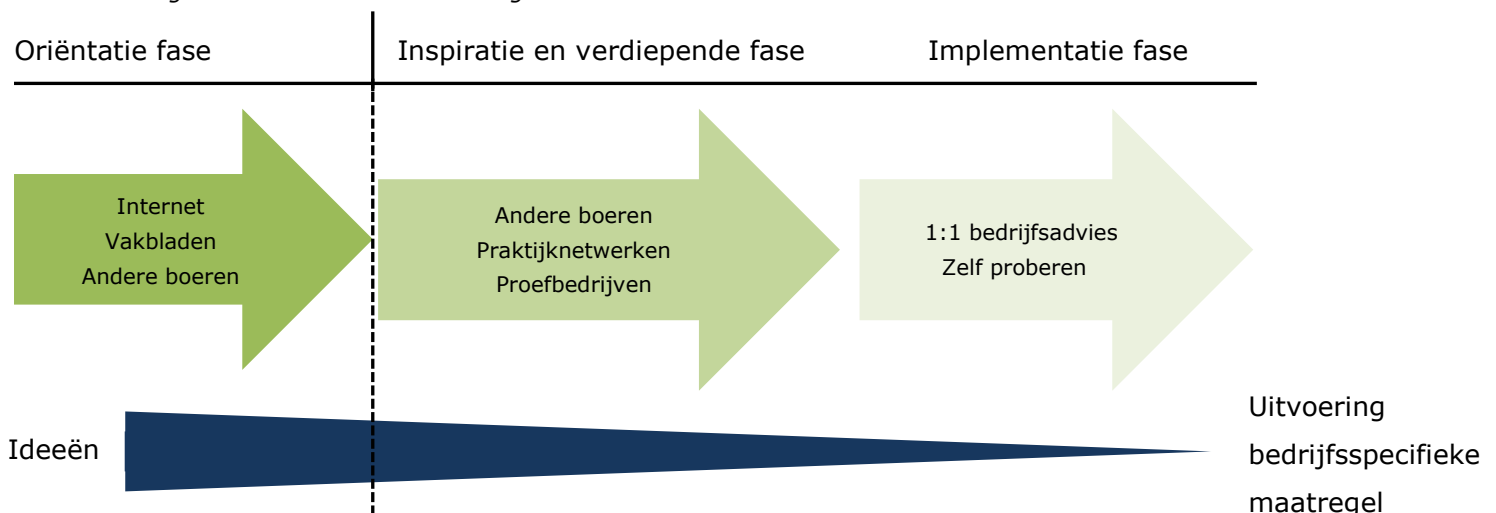 Oriëntatie fase
Inspiratie en verdiepende fase
Implementatie fase
Internet
Vakbladen
Andere boeren
Andere boeren
Praktijknetwerken
Proefbedrijven
1:1 bedrijfsadvies
Zelf proberen
Ideeën
Uitvoering
bedrijfsspecifieke
maatregel